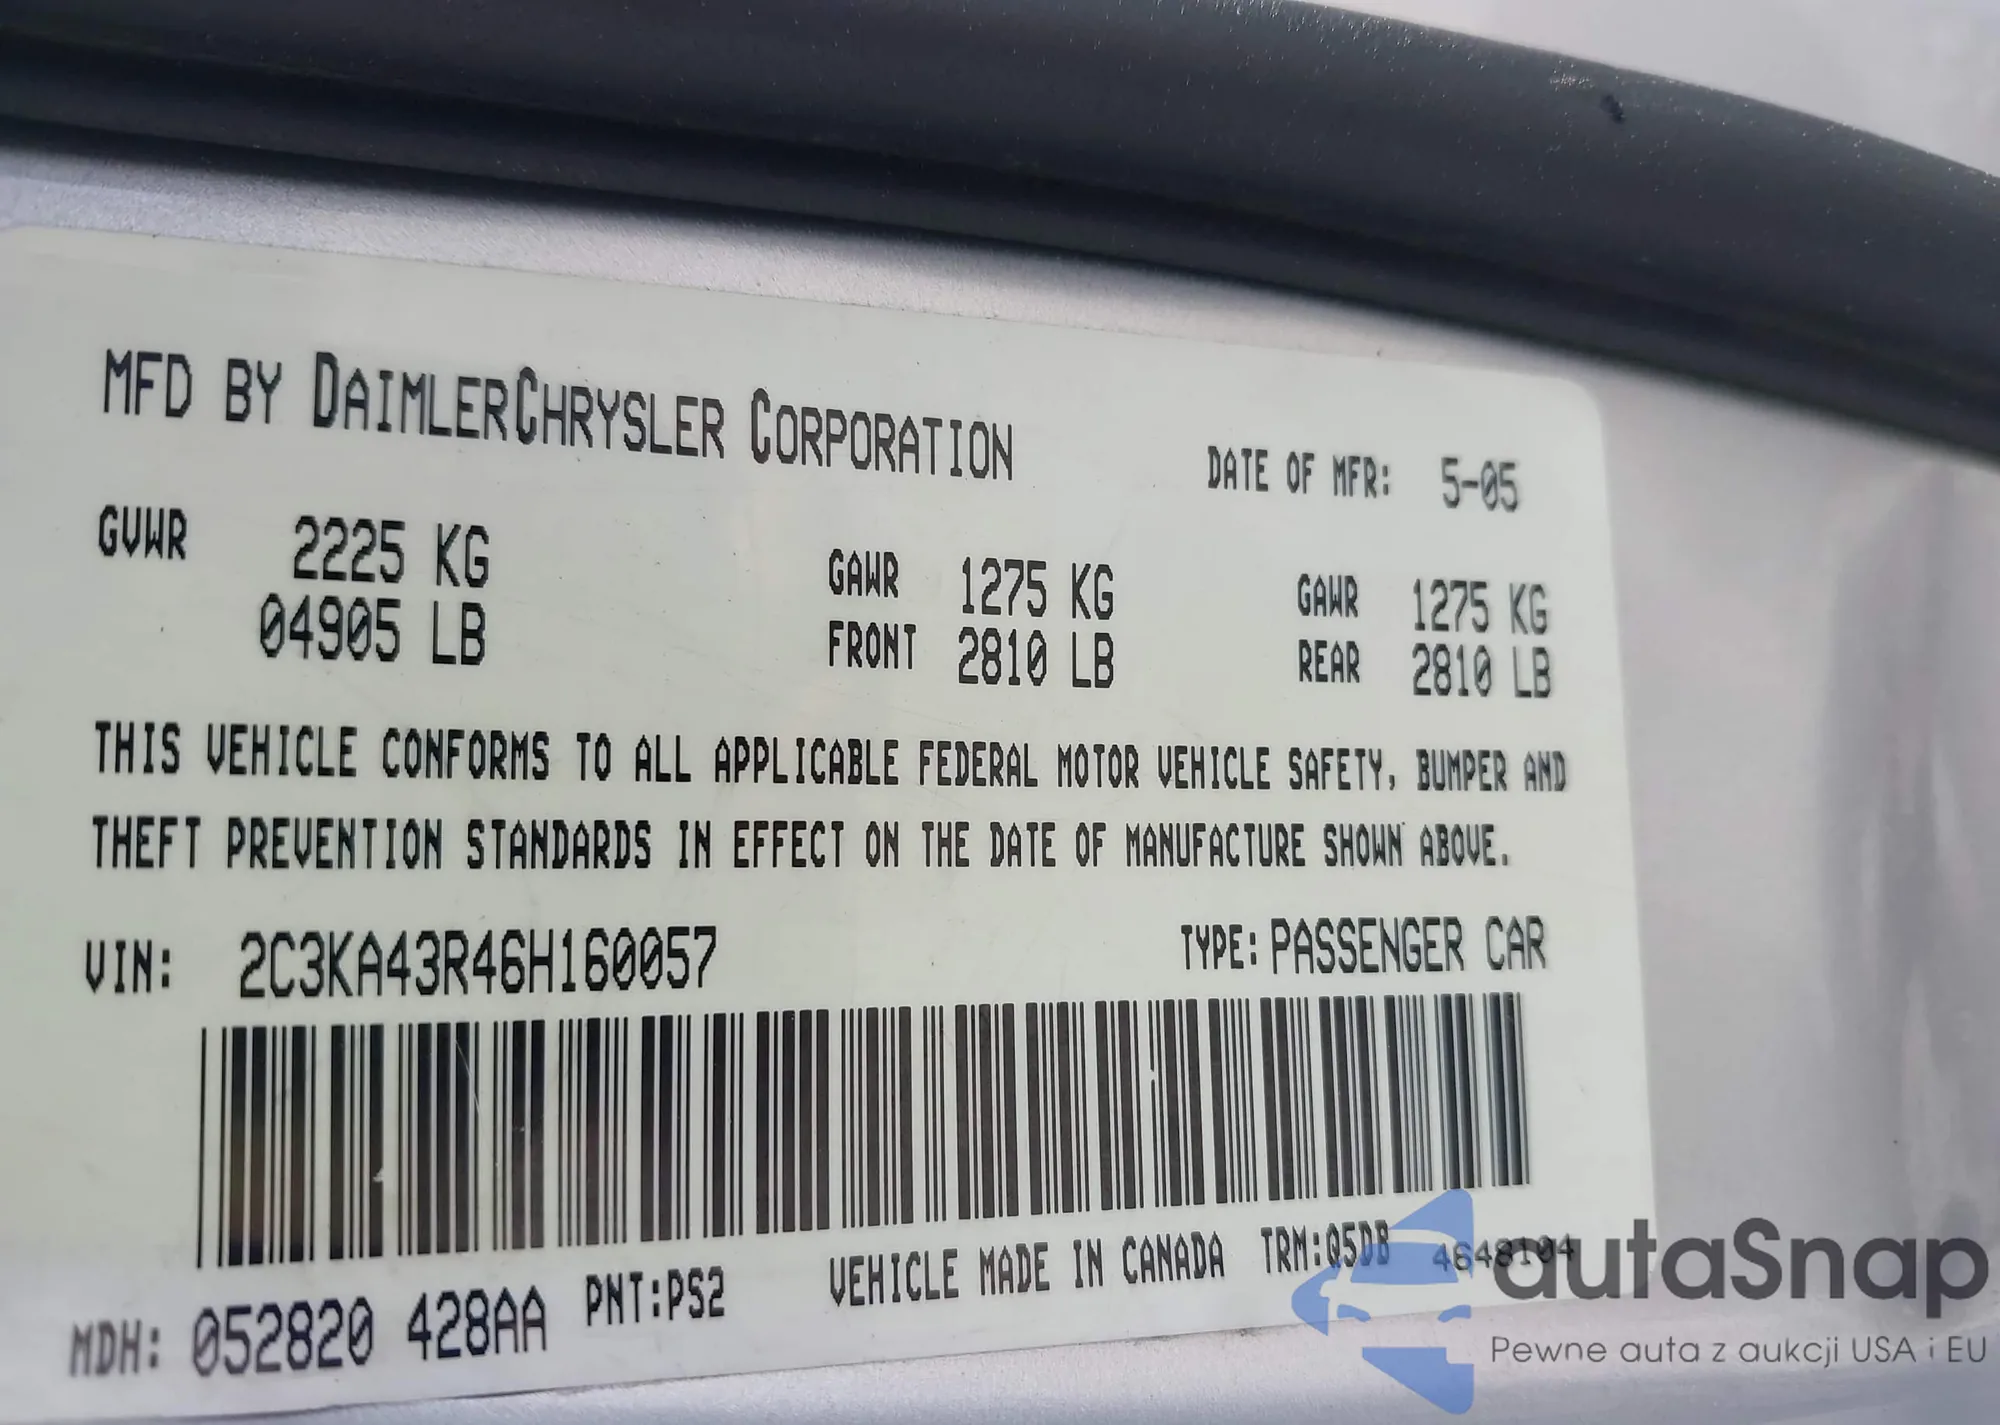 MFD BY DAIMLERCHRYSLER CORPORATION
DATE OF MFR: 5-05
GVWR 2225 KG
04905 LB
GAWR 1275 KG
FRONT 2810 LB
GAWR 1275 KG
REAR 2810 LB
THIS VEHICLE CONFORMS TO ALL APPLICABLE FEDERAL MOTOR VEHICLE SAFETY, BUMPER AND
THEFT PREVENTION STANDARDS IN EFFECT ON THE DATE OF MANUFACTURE SHOWN ABOVE.
VIN: 2C3KA43R46H160057
TYPE: PASSENGER CAR
MDH: 052820 428AA PNT:PS2 VEHICLE MADE IN CANADA TRM:Q5DB 4648104
autaSnap
Pewne auta z aukcji USA i EU